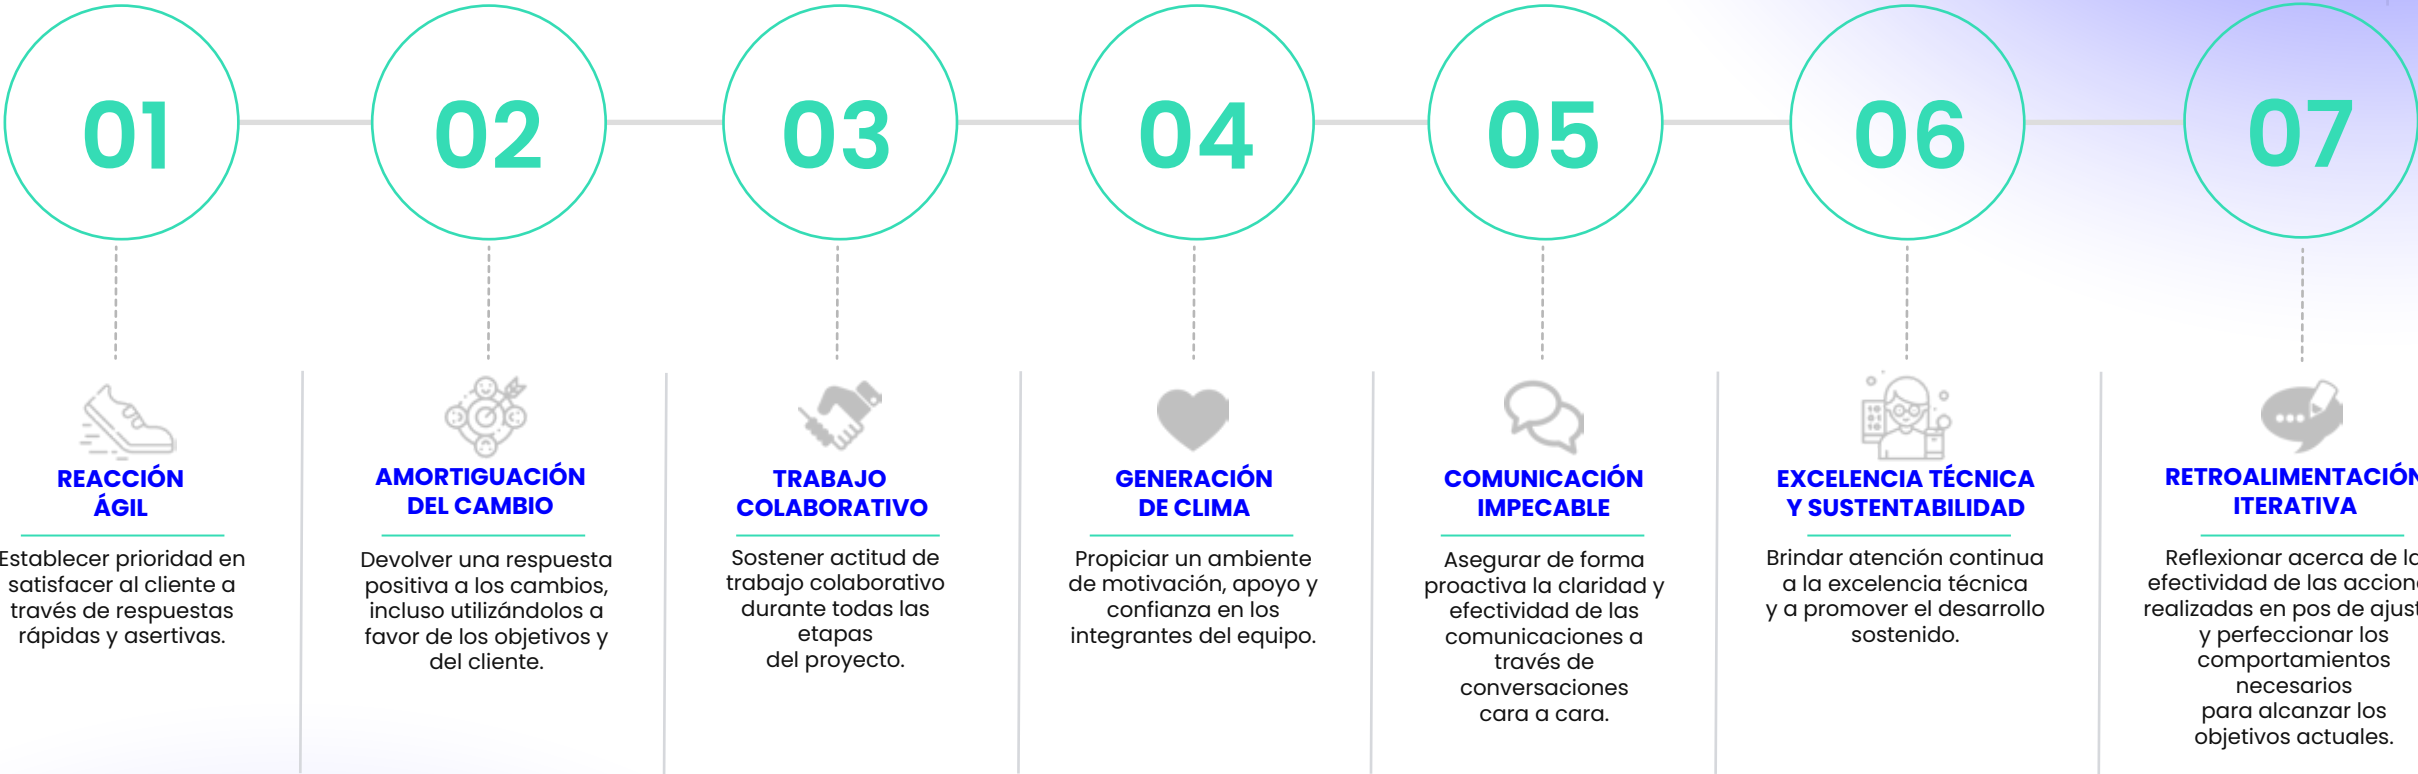 01
02
03
04
05
06
07
REACCIÓN
ÁGIL
Establecer prioridad en
satisfacer al cliente a
través de respuestas
rápidas y asertivas.
AMORTIGUACIÓN
DEL CAMBIO
Devolver una respuesta
positiva a los cambios,
incluso utilizándolos a
favor de los objetivos y
del cliente.
TRABAJO
COLABORATIVO
Sostener actitud de
trabajo colaborativo
durante todas las
etapas
del proyecto.
GENERACIÓN
DE CLIMA
Propiciar un ambiente
de motivación, apoyo y
confianza en los
integrantes del equipo.
COMUNICACIÓN
IMPECABLE
Asegurar de forma
proactiva la claridad y
efectividad de las
comunicaciones a
través de
conversaciones
cara a cara.
EXCELENCIA TÉCNICA
Y SUSTENTABILIDAD
Brindar atención continua
a la excelencia técnica
y a promover el desarrollo
sostenido.
RETROALIMENTACIÓN
ITERATIVA
Reflexionar acerca de la
efectividad de las accion
realizadas en pos de ajust
y perfeccionar los
comportamientos
necesarios
para alcanzar los
objetivos actuales.